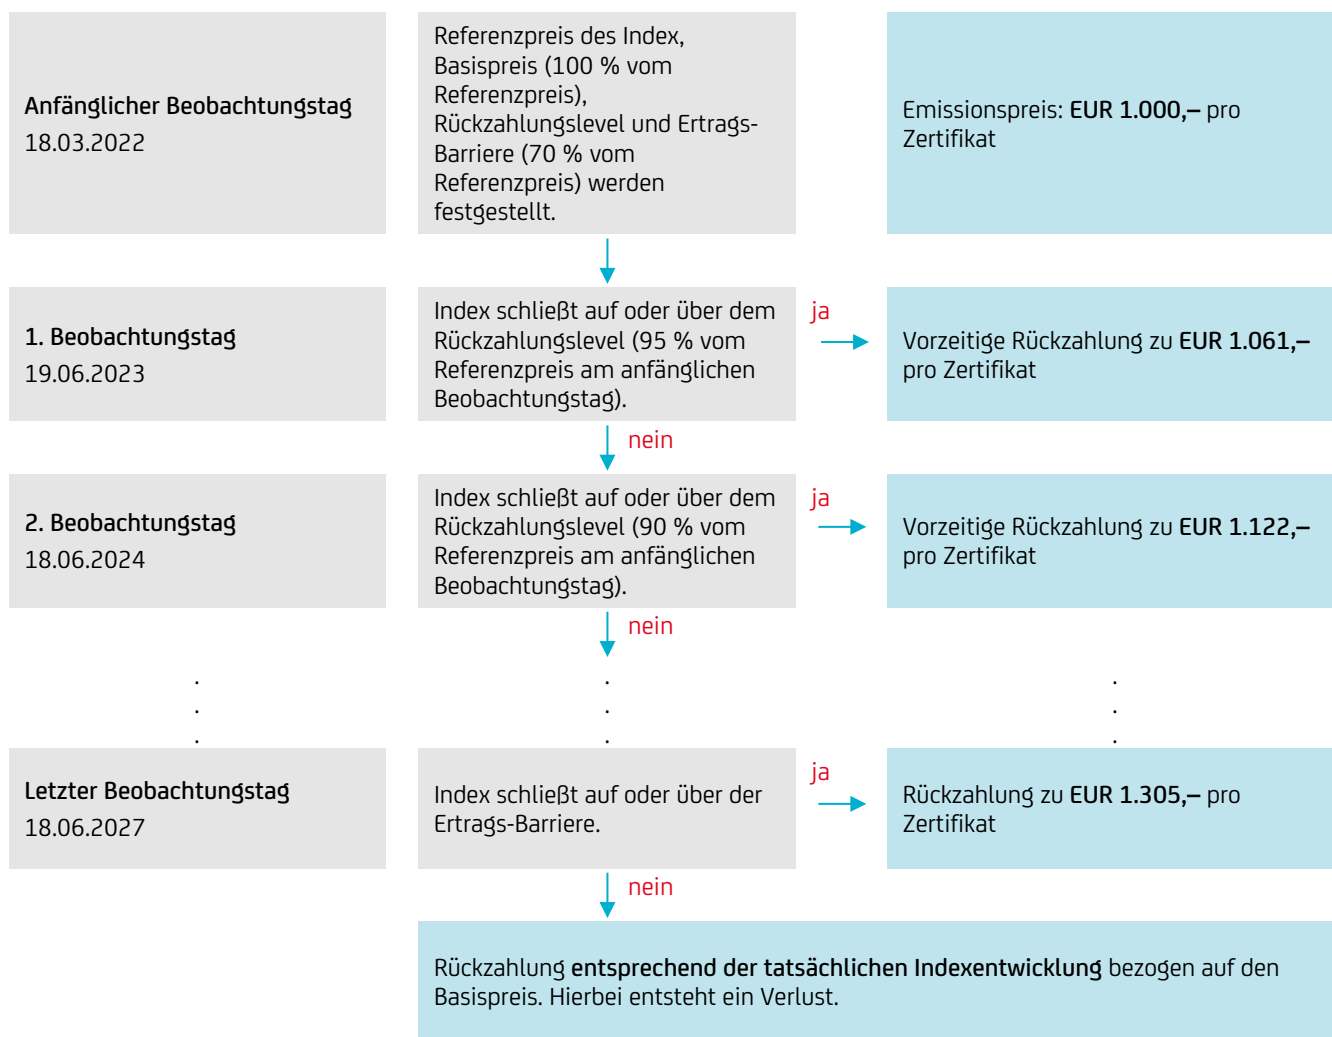 Anfänglicher Beobachtungstag
18.03.2022
Referenzpreis des Index,
Basispreis (100 % vom
Referenzpreis),
Rückzahlungslevel und Ertrags-
Barriere (70 % vom
Referenzpreis) werden
festgestellt.
Emissionspreis: EUR 1.000,– pro
Zertifikat
1. Beobachtungstag
19.06.2023
Index schließt auf oder über dem
Rückzahlungslevel (95 % vom
Referenzpreis am anfänglichen
Beobachtungstag).
ja
Vorzeitige Rückzahlung zu EUR 1.061,–
pro Zertifikat
nein
2. Beobachtungstag
18.06.2024
Index schließt auf oder über dem
Rückzahlungslevel (90 % vom
Referenzpreis am anfänglichen
Beobachtungstag).
ja
Vorzeitige Rückzahlung zu EUR 1.122,–
pro Zertifikat
nein
. . .
. . .
. . .
Letzter Beobachtungstag
18.06.2027
Index schließt auf oder über der
Ertrags-Barriere.
ja
Rückzahlung zu EUR 1.305,– pro
Zertifikat
nein
Rückzahlung entsprechend der tatsächlichen Indexentwicklung bezogen auf den
Basispreis. Hierbei entsteht ein Verlust.